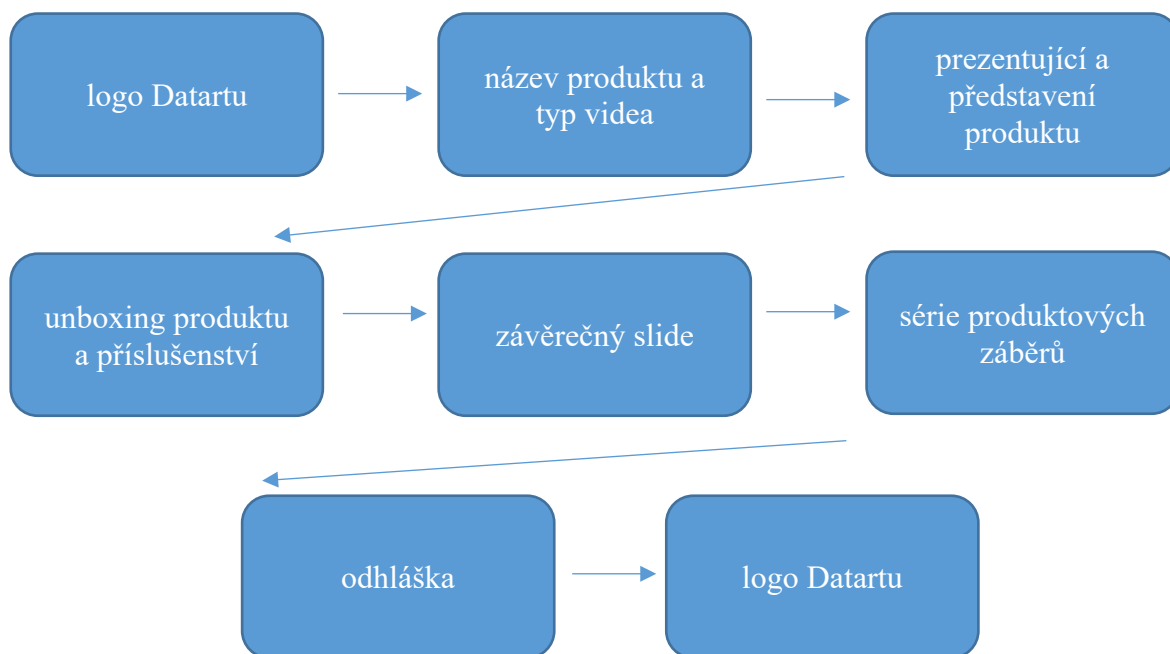 logo Datartu
název produktu a
typ videa
prezentující a
představení
produktu
unboxing produktu
a příslušenství
závěrečný slide
série produktových
záběrů
odhláška
logo Datartu